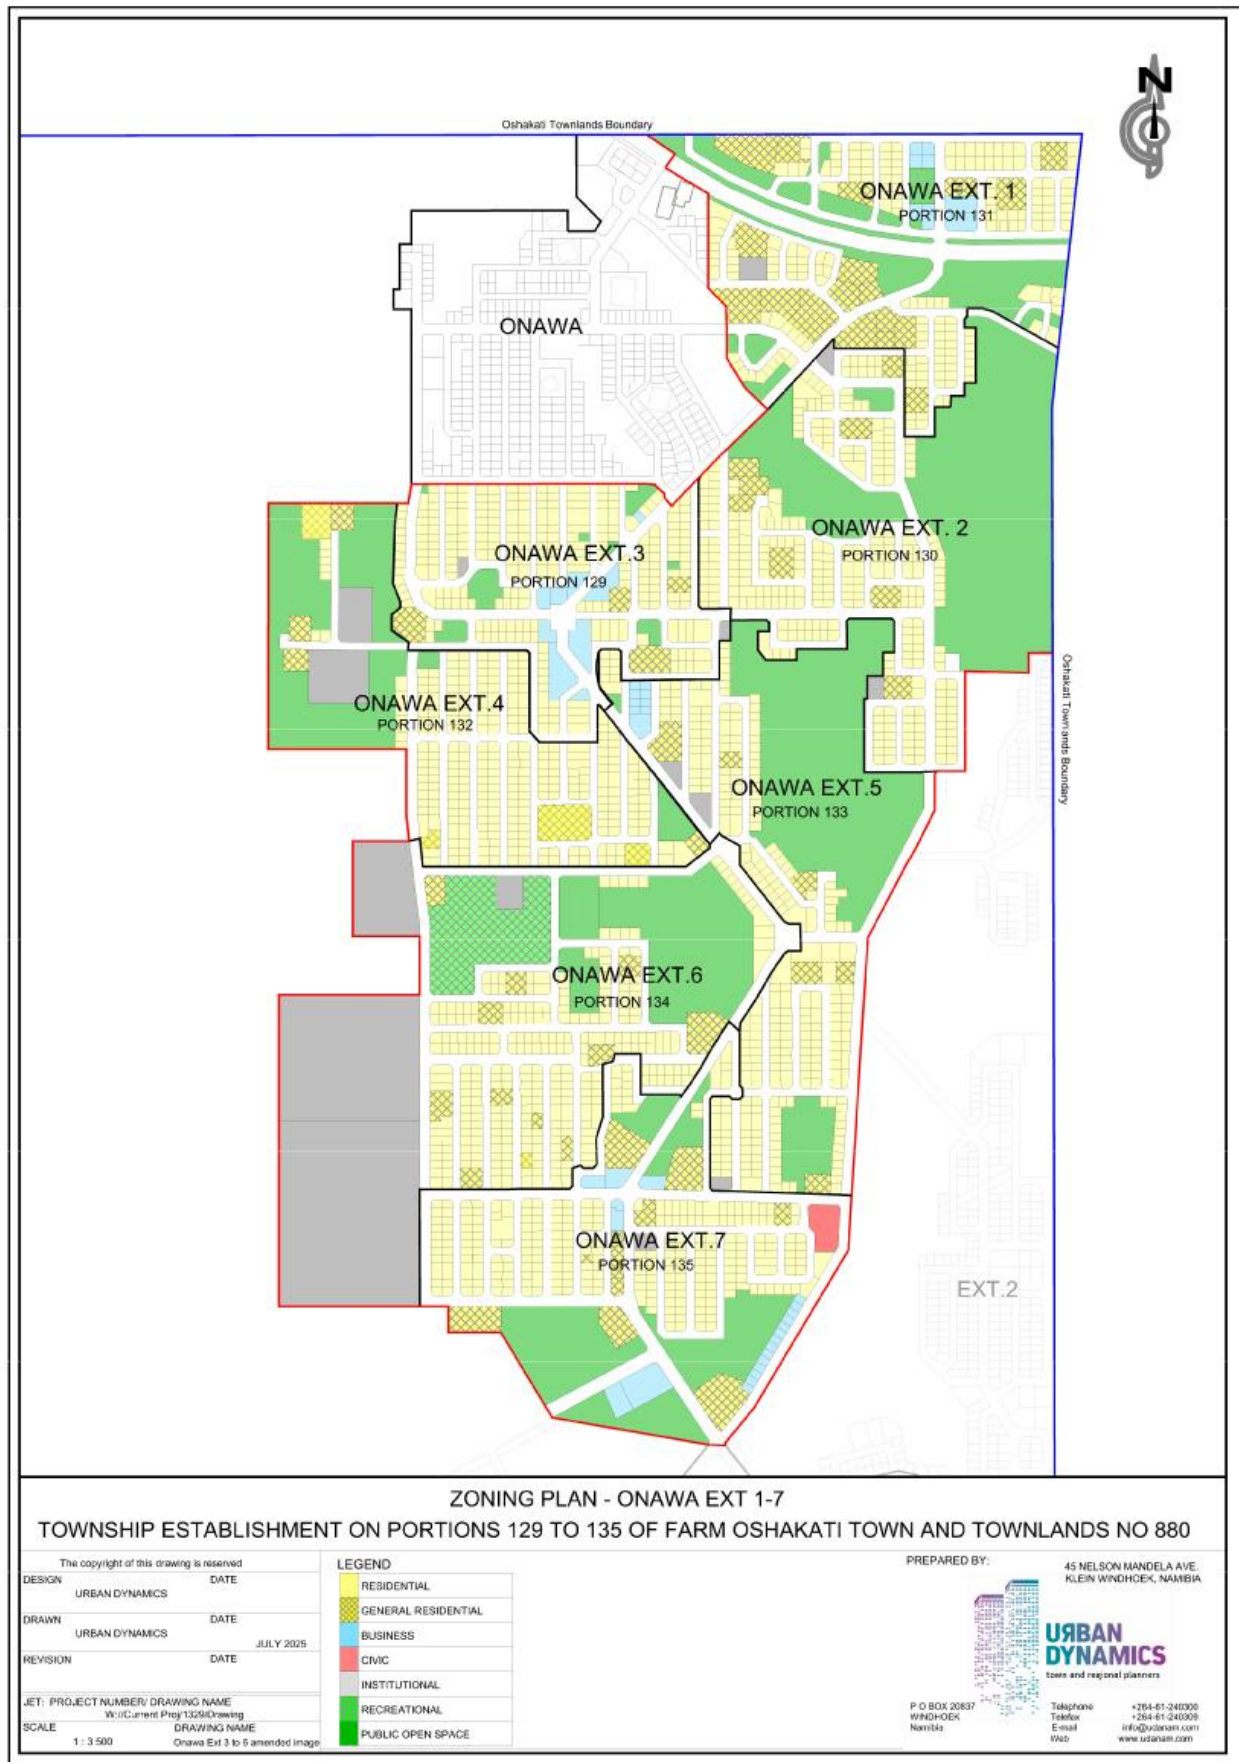 N
Oshakati Townlands Boundary
ONAWA EXT. 1
PORTION 131
ONAWA
ONAWA EXT. 2
PORTION 130
ONAWA EXT.3
PORTION 129
Oshakati Townlands Boundary
ONAWA EXT.4
PORTION 132
ONAWA EXT.5
PORTION 133
ONAWA EXT.6
PORTION 134
ONAWA EXT.7
PORTION 135
EXT.2
ZONING PLAN - ONAWA EXT 1-7
TOWNSHIP ESTABLISHMENT ON PORTIONS 129 TO 135 OF FARM OSHAKATI TOWN AND TOWNLANDS NO 880
The copyright of this drawing is reserved
DESIGN DATE
URBAN DYNAMICS
DRAWN DATE
URBAN DYNAMICS
JULY 2025
REVISION DATE
JET: PROJECT NUMBER/ DRAWING NAME
W://Current Proj/1329/Drawing
SCALE DRAWING NAME
1 : 3 500 Onawa Ext 3 to 6 amended image
LEGEND
RESIDENTIAL
GENERAL RESIDENTIAL
BUSINESS
CIVIC
INSTITUTIONAL
RECREATIONAL
PUBLIC OPEN SPACE
PREPARED BY:
45 NELSON MANDELA AVE.
KLEIN WINDHOEK, NAMIBIA
URBAN
DYNAMICS
town and regional planners
P O BOX 20837
WINDHOEK
Namibia
Telephone +264-61-240300
Telefax +264-61-240309
E-mail info@udanam.com
Web www.udanam.com